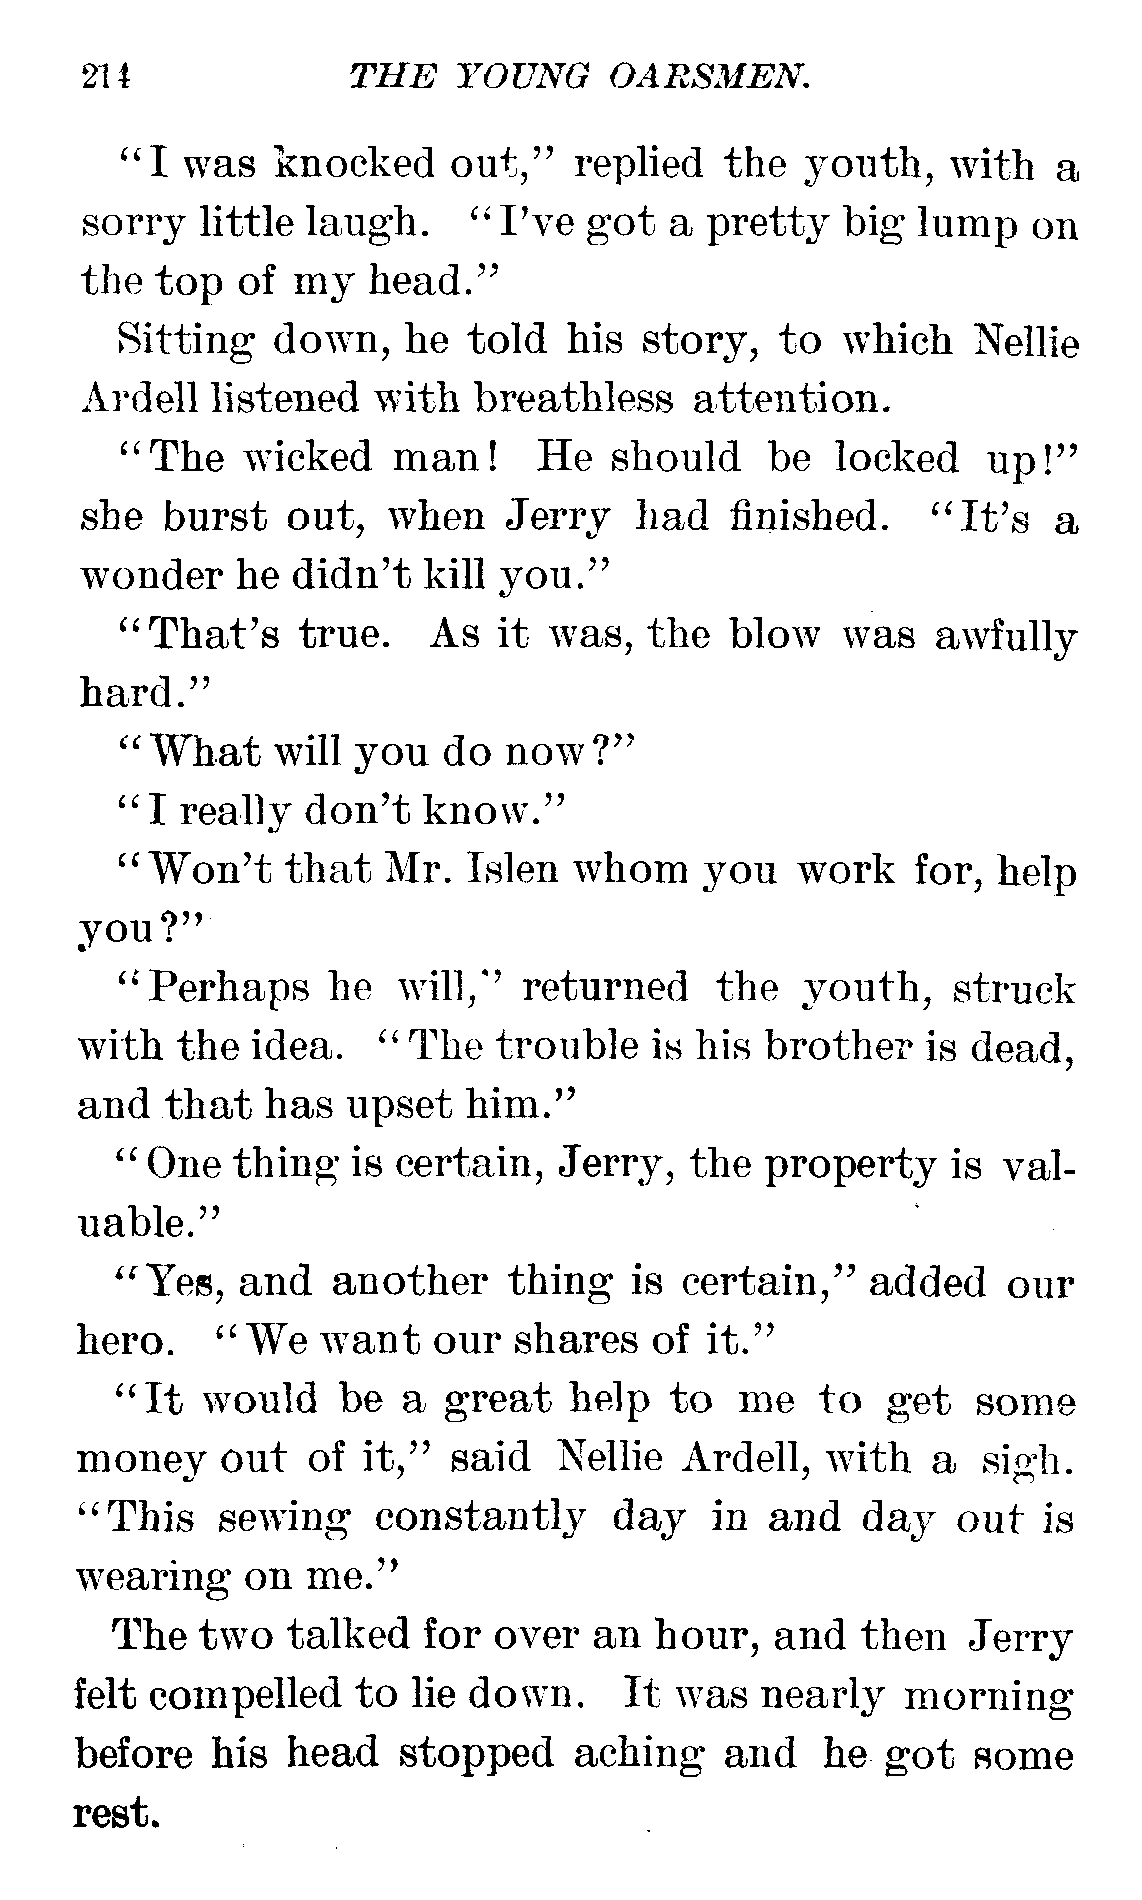 214 THE YOUNG OARSMEN.
"I was knocked out," replied the youth, with a
sorry little laugh. "I've got a pretty big lump on
the top of my head."
Sitting down, he told his story, to which Nellie
Ardell listened with breathless attention.
"The wicked man! He should be locked up!"
she burst out, when Jerry had finished. "It's a
wonder he didn't kill you."
"That's true. As it was, the blow was awfully
hard."
"What will you do now?"
"I really don't know."
"Won't that Mr. Islen whom you work for, help
you?"
"Perhaps he will," returned the youth, struck
with the idea. "The trouble is his brother is dead,
and that has upset him."
"One thing is certain, Jerry, the property is val-
uable."
"Yes, and another thing is certain," added our
hero. "We want our shares of it."
"It would be a great help to me to get some
money out of it," said Nellie Ardell, with a sigh.
"This sewing constantly day in and day out is
wearing on me."
The two talked for over an hour, and then Jerry
felt compelled to lie down. It was nearly morning
before his head stopped aching and he got some
rest.